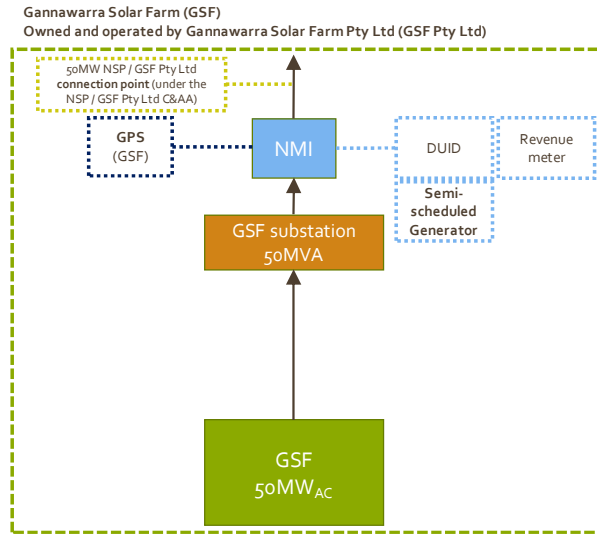 Gannawarra Solar Farm (GSF)
Owned and operated by Gannawarra Solar Farm Pty Ltd (GSF Pty Ltd)
50MW NSP / GSF Pty Ltd
connection point (under the
NSP / GSF Pty Ltd C&AA)
GPS
(GSF)
NMI
DUID
Revenue
meter
Semi-
scheduled
Generator
GSF substation
50MVA
GSF
50MWAC